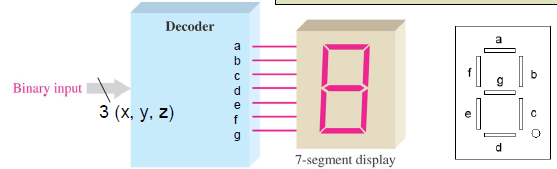 Decoder
a
b
c
d
e
f
g
Binary input
3 (x, y, z)
7-segment display
a
f
b
g
e
c
d